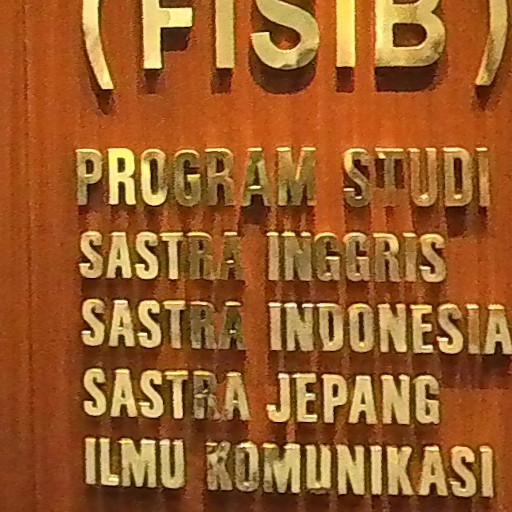 (FISIB)
PROGRAM STUDI
SASTRA INGGRIS
SASTRA INDONESIA
SASTRA JEPANG
ILMU KOMUNIKASI